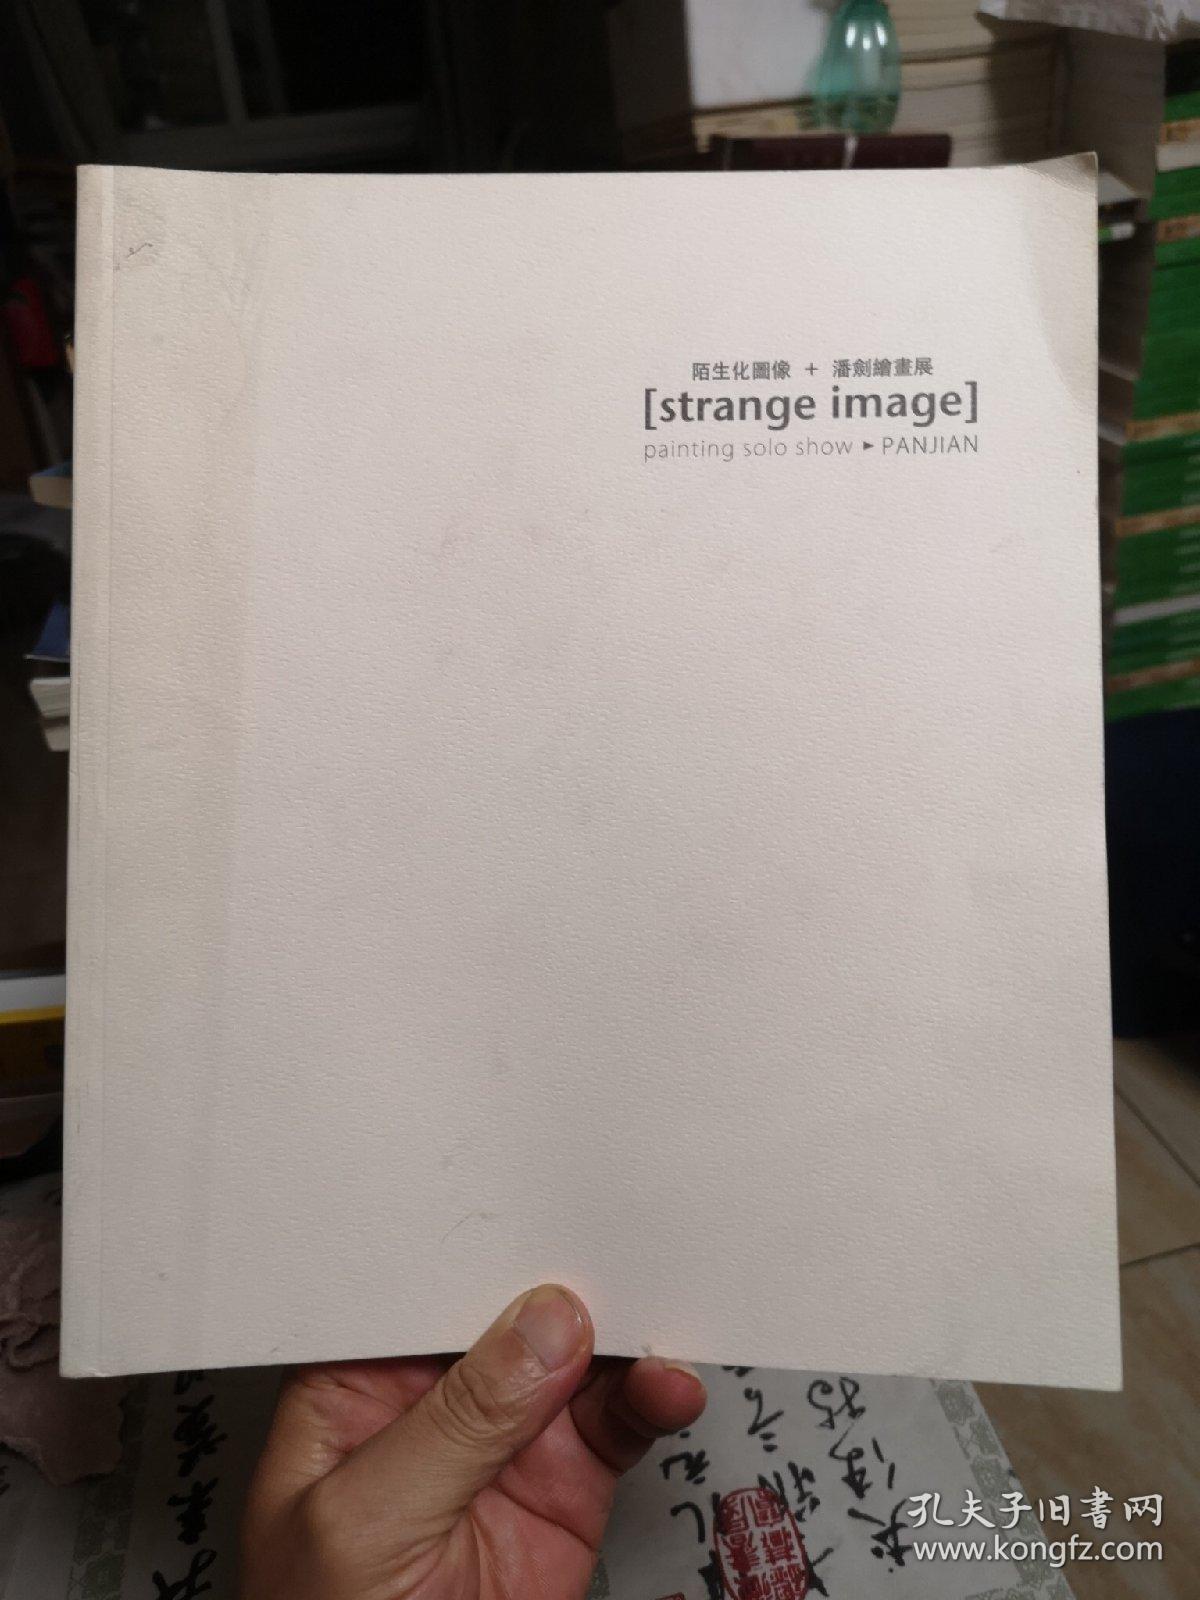 陌生化圖像 + 潘劍繪畫展
[strange image]
painting solo show ► PANJIAN
孔夫子旧書网
www.kongfz.com